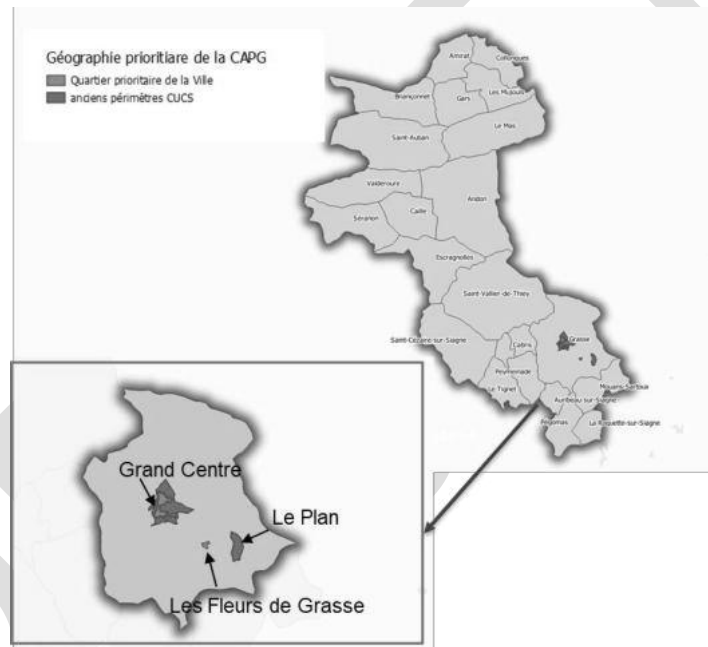 Géographie prioritiare de la CAPG
Quartier prioritaire de la Ville
anciens périmètres CUCS
Amirat
Collongues
Briançonnet
Gars
Les Mujouls
Le Mas
Saint-Auban
Valderoure
Andon
Séranon
Caille
Escragnolles
Saint-Vallier-de-Thiey
Saint-Cézaire-sur-Siagne
Cabris
Grasse
Peymeinade
Le Tignet
Mouans-Sartoux
Auribeau-sur-Siagne
Pégomas
La Roquette-sur-Siagne
Grand Centre
Le Plan
Les Fleurs de Grasse